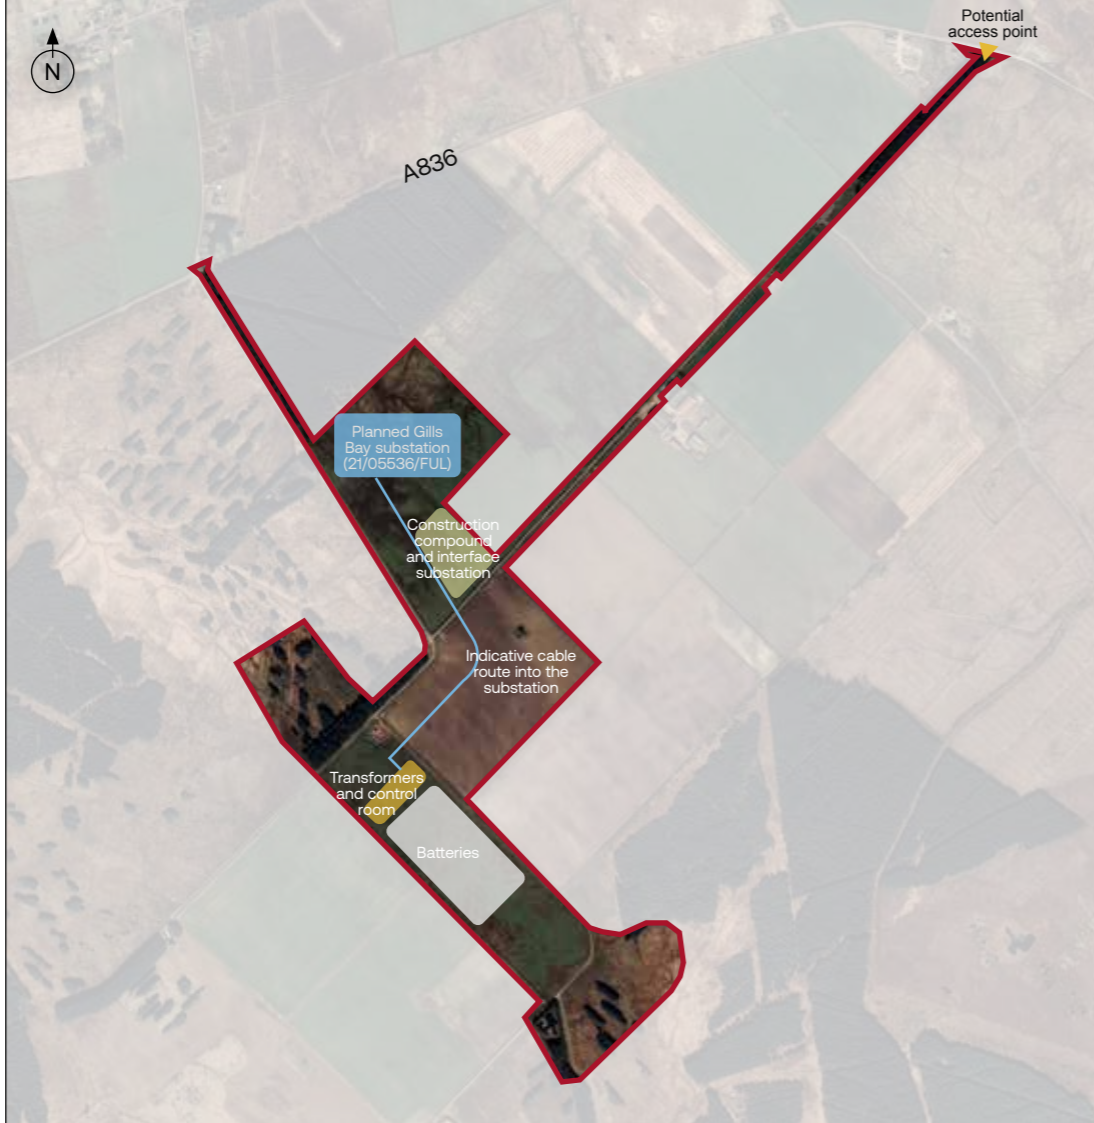 Potential
access point
N
A836
Planned Gills
Bay substation
(21/05536/FUL)
Construction
compound
and interface
substation
Indicative cable
route into the
substation
Transformers
and control
room
Batteries